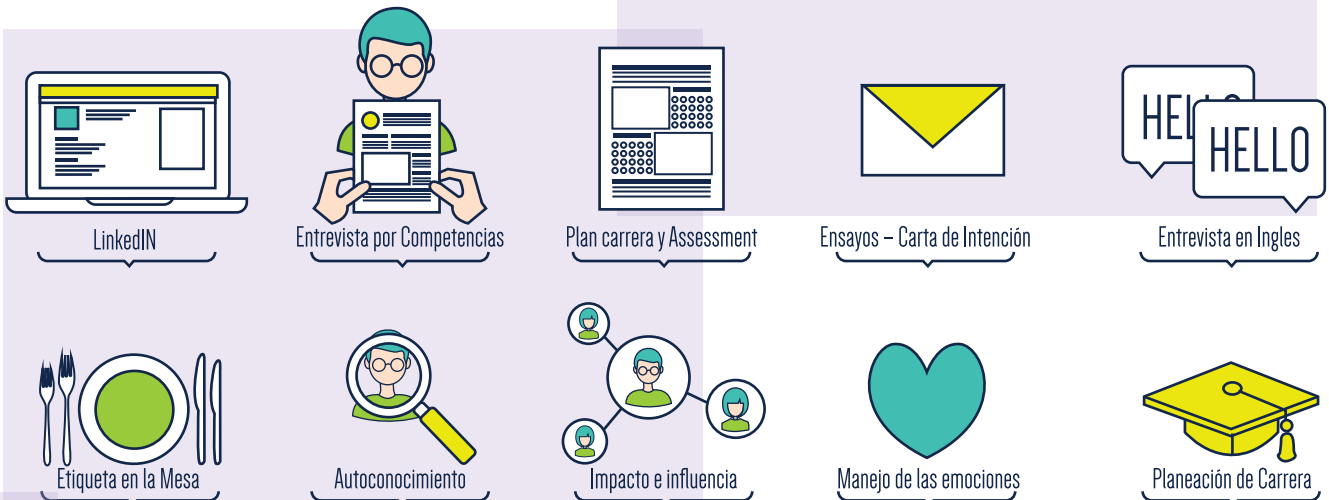 HELLO
HELLO
LinkedIN
Entrevista por Competencias
Plan carrera y Assessment
Ensayos – Carta de Intención
Entrevista en Ingles
Etiqueta en la Mesa
Autoconocimiento
Impacto e influencia
Manejo de las emociones
Planeación de Carrera